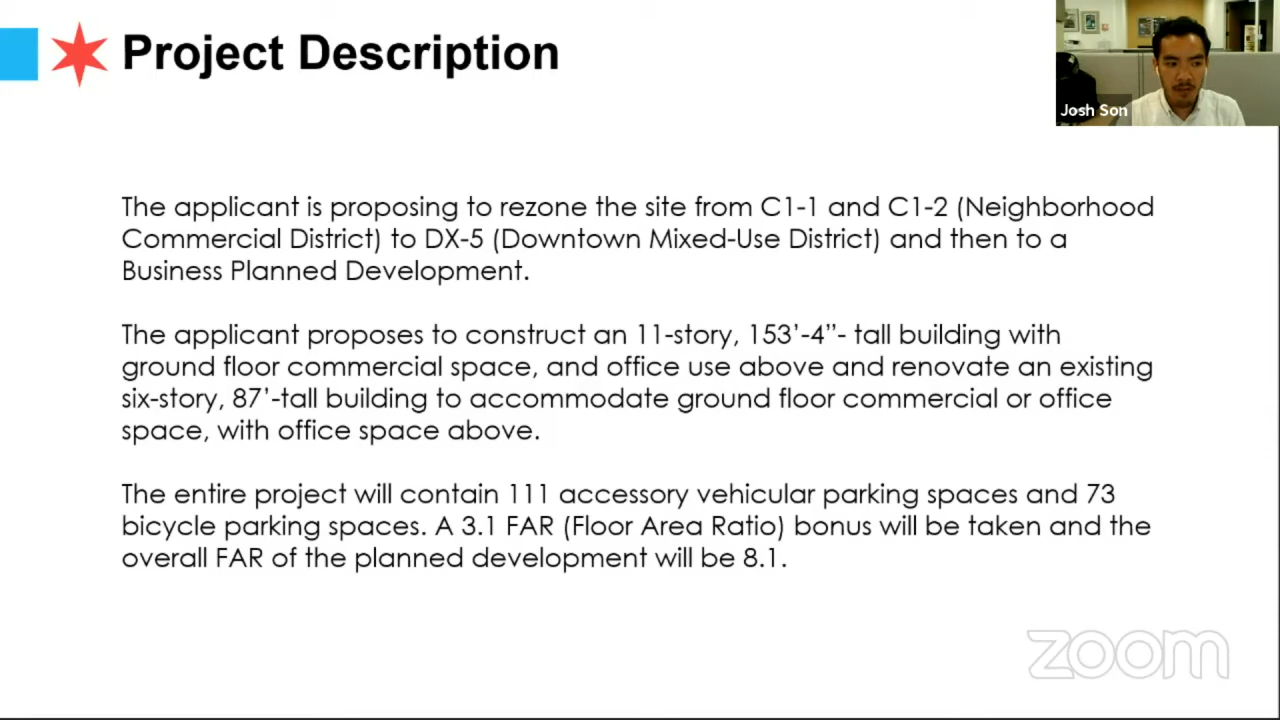 Project Description
Josh Son
The applicant is proposing to rezone the site from C1-1 and C1-2 (Neighborhood
Commercial District) to DX-5 (Downtown Mixed-Use District) and then to a
Business Planned Development.
The applicant proposes to construct an 11-story, 153’-4”- tall building with
ground floor commercial space, and office use above and renovate an existing
six-story, 87’-tall building to accommodate ground floor commercial or office
space, with office space above.
The entire project will contain 111 accessory vehicular parking spaces and 73
bicycle parking spaces. A 3.1 FAR (Floor Area Ratio) bonus will be taken and the
overall FAR of the planned development will be 8.1.
zoom